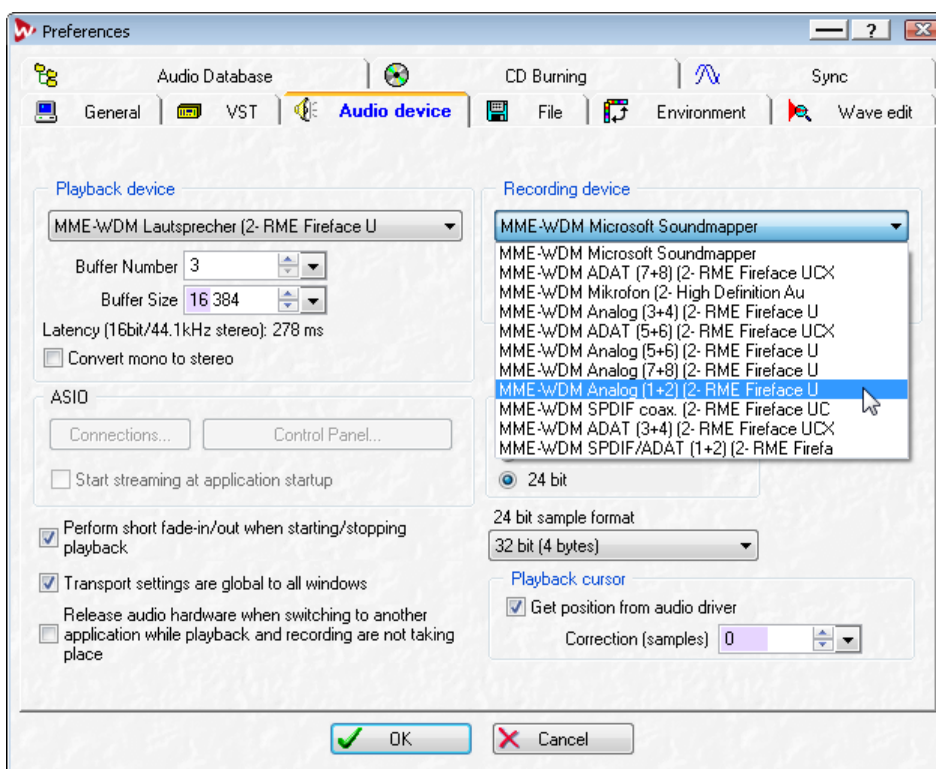 Preferences
?
Audio Database
CD Burning
Sync
General
VST
Audio device
File
Environment
Wave edit
Playback device
MME-WDM Lautsprecher (2- RME Fireface U
Buffer Number 3
Buffer Size 16 384
Latency (16bit/44.1kHz stereo): 278 ms
Convert mono to stereo
ASIO
Connections...
Control Panel...
Start streaming at application startup
Perform short fade-in/out when starting/stopping
playback
Transport settings are global to all windows
Release audio hardware when switching to another
application while playback and recording are not taking
place
Recording device
MME-WDM Microsoft Soundmapper
MME-WDM Microsoft Soundmapper
MME-WDM ADAT (7+8) (2- RME Fireface UCX
MME-WDM Mikrofon (2- High Definition Au
MME-WDM Analog (3+4) (2- RME Fireface U
MME-WDM ADAT (5+6) (2- RME Fireface UCX
MME-WDM Analog (5+6) (2- RME Fireface U
MME-WDM Analog (7+8) (2- RME Fireface U
MME-WDM Analog (1+2) (2- RME Fireface U
MME-WDM SPDIF coax. (2- RME Fireface UC
MME-WDM ADAT (3+4) (2- RME Fireface UCX
MME-WDM SPDIF/ADAT (1+2) (2- RME Firefa
24 bit
24 bit sample format
32 bit (4 bytes)
Playback cursor
Get position from audio driver
Correction (samples) 0
OK
Cancel